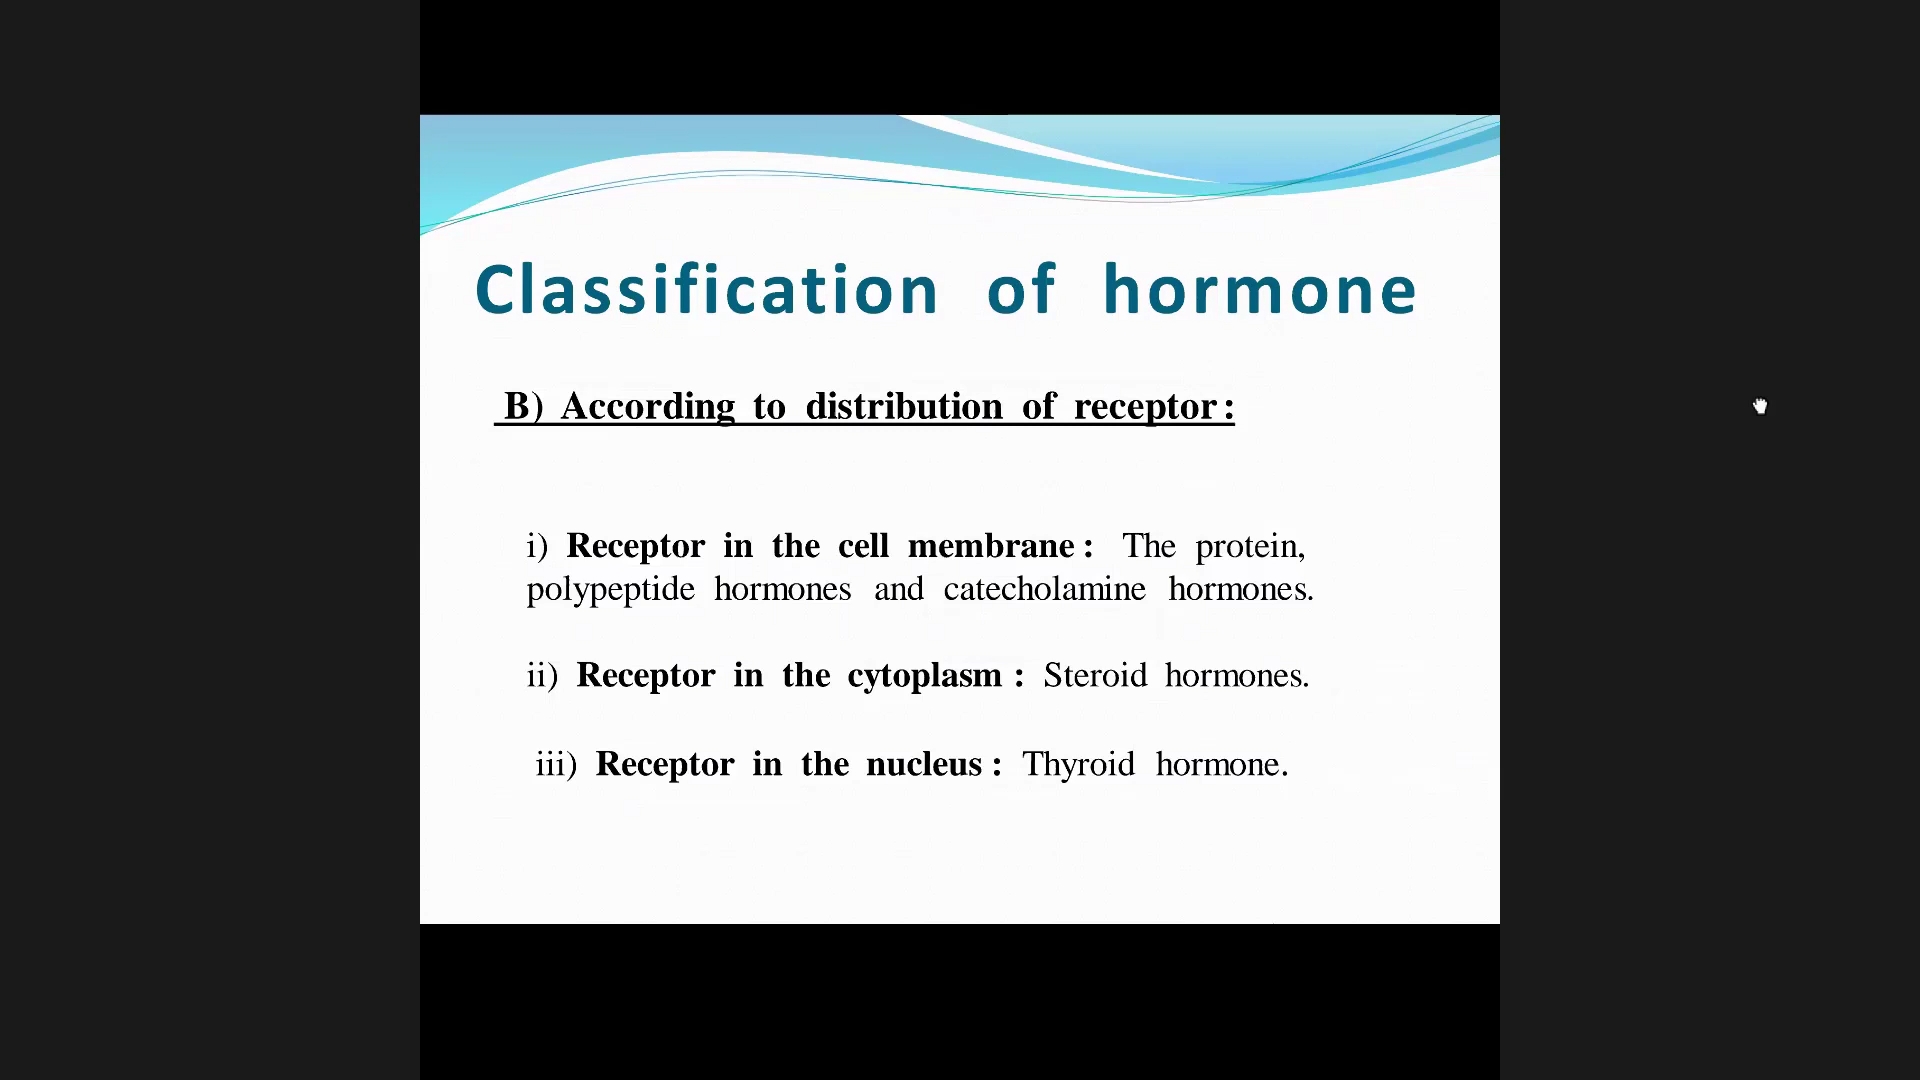 Classification of hormone
B) According to distribution of receptor:
i) Receptor in the cell membrane: The protein,
polypeptide hormones and catecholamine hormones.
ii) Receptor in the cytoplasm : Steroid hormones.
iii) Receptor in the nucleus: Thyroid hormone.